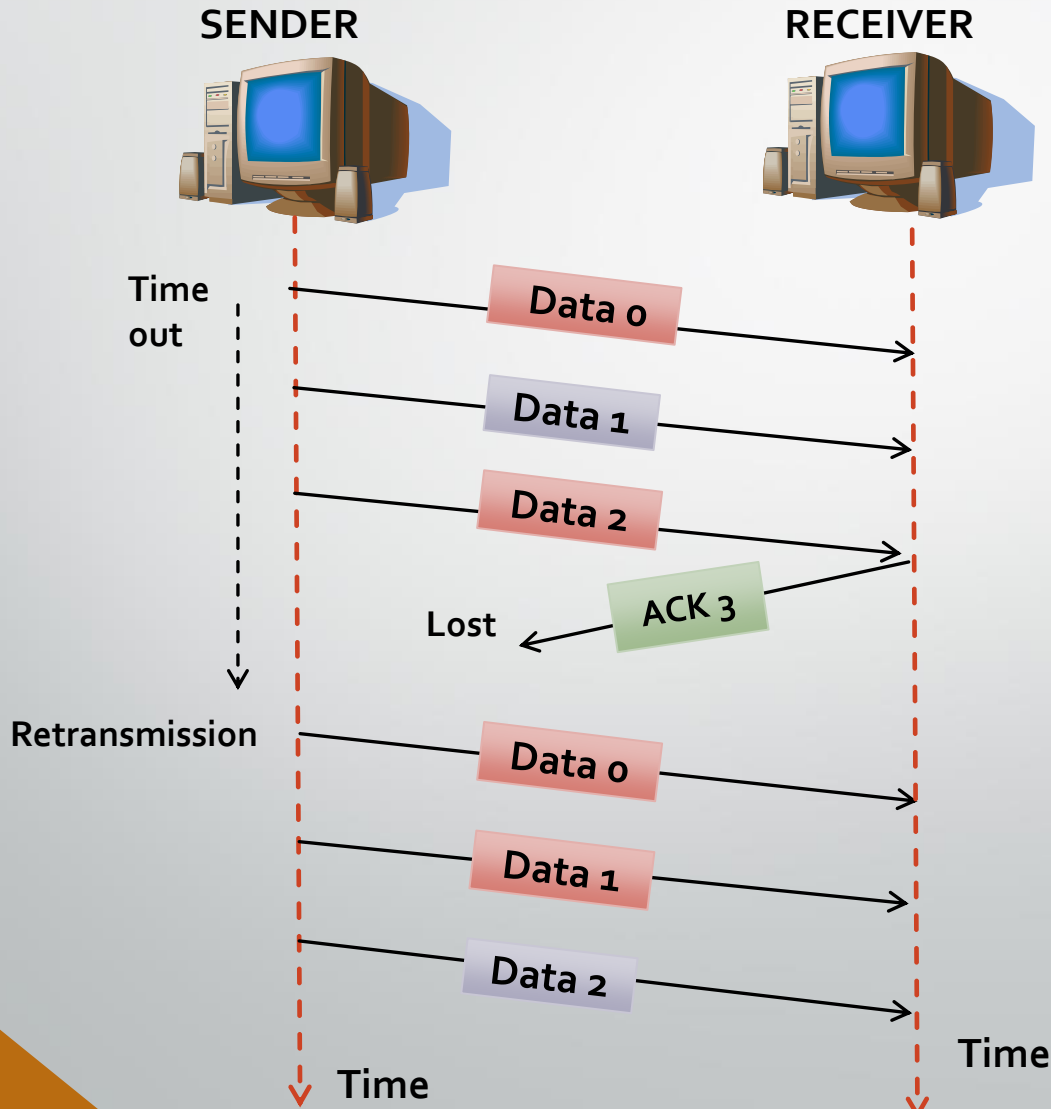 SENDER
RECEIVER
Time
out
Data 0
Data 1
Data 2
ACK 3
Lost
Retransmission
Data 0
Data 1
Data 2
Time
Time